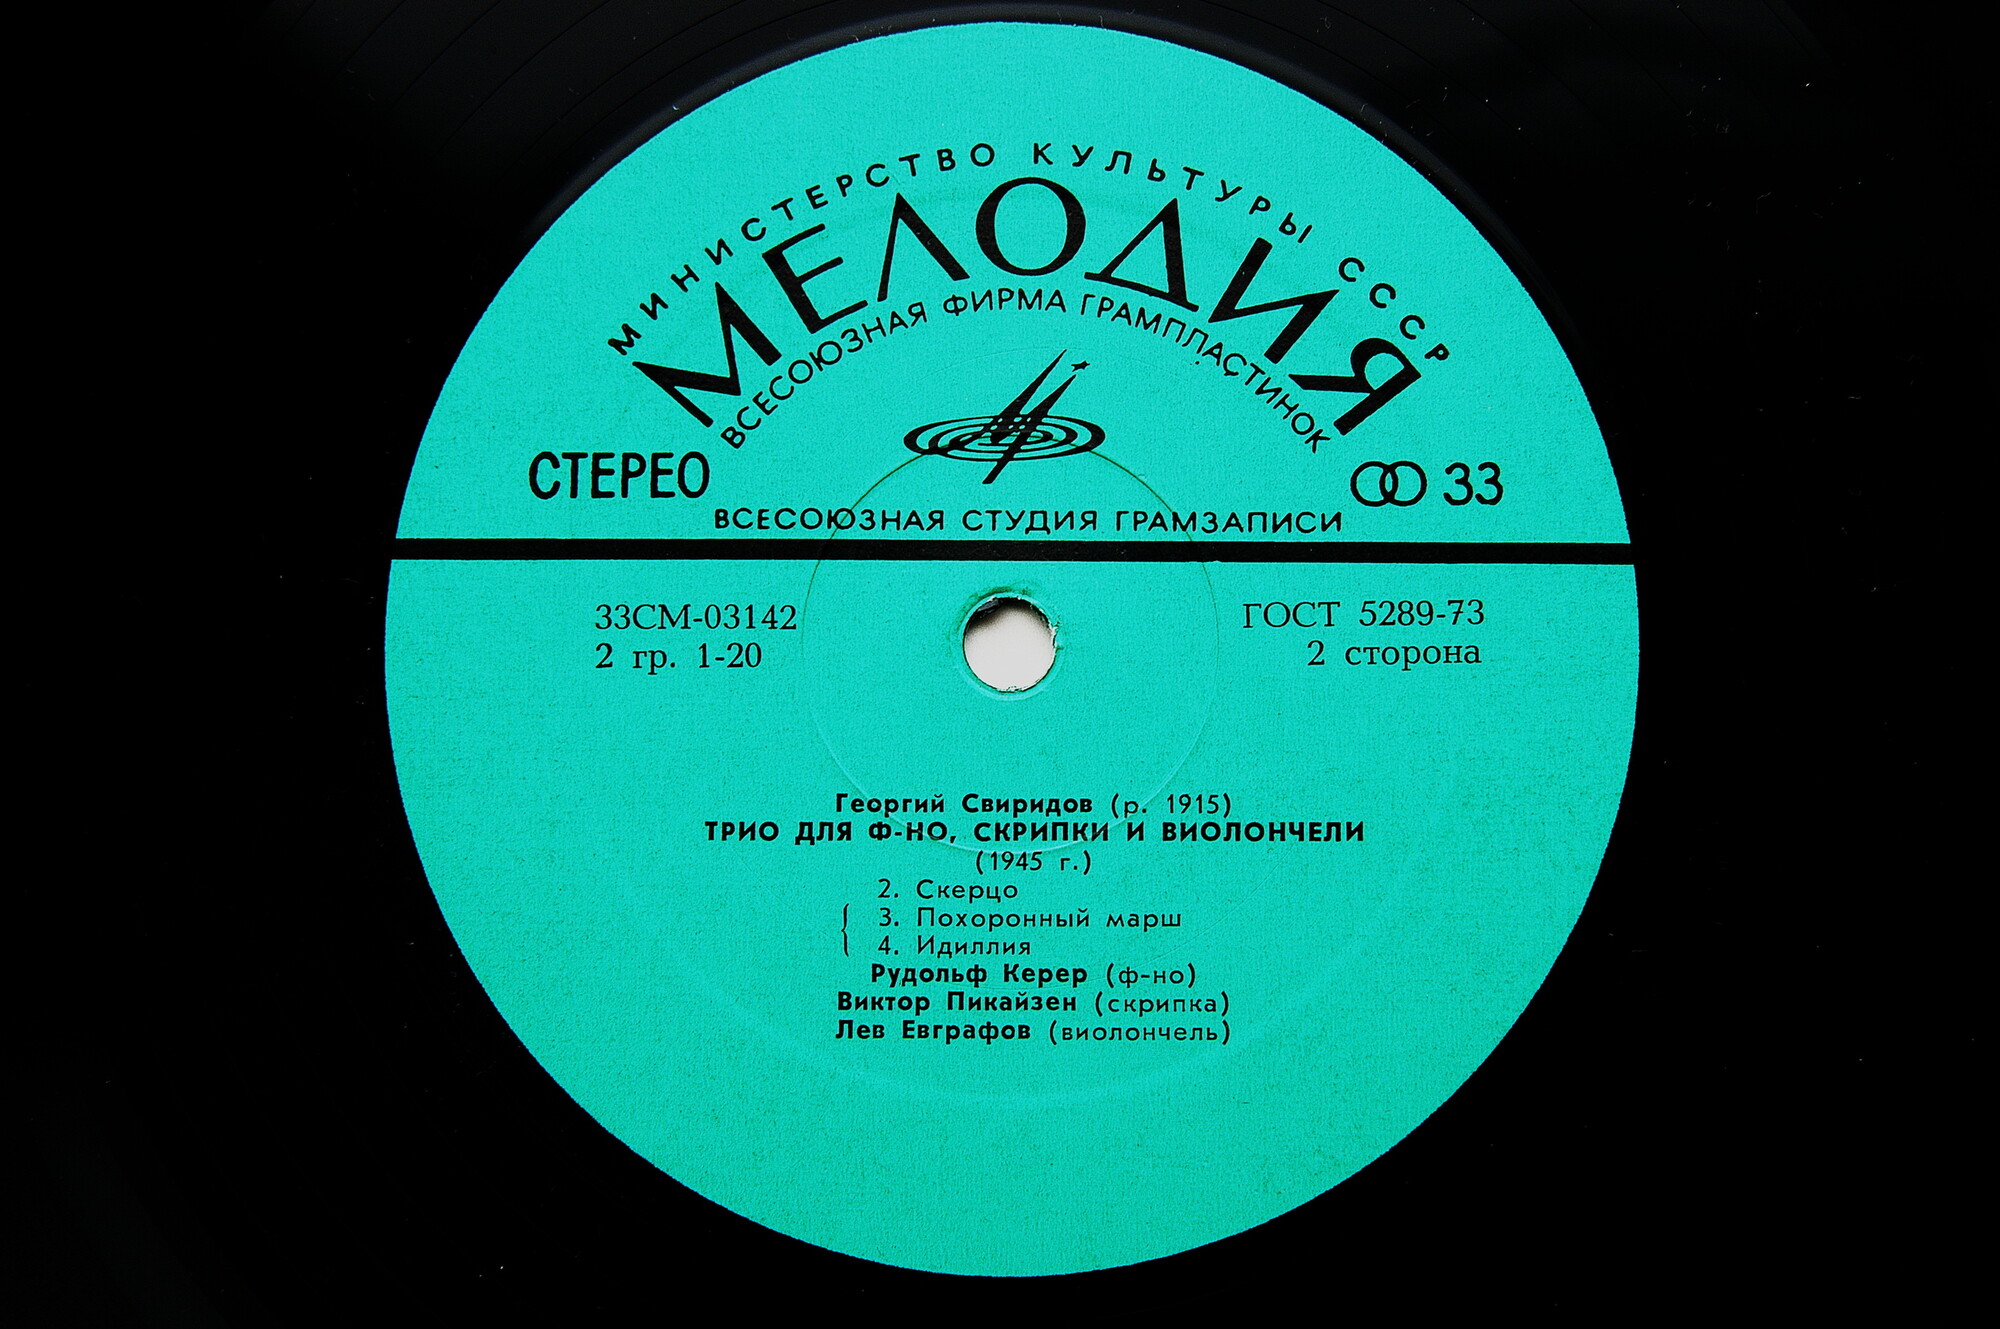 МИНИСТЕРСТВО КУЛЬТУРЫ СССР
МЕЛОДИЯ
ВСЕСОЮЗНАЯ ФИРМА ГРАМПЛАСТИНОК
СТЕРЕО
33
ВСЕСОЮЗНАЯ СТУДИЯ ГРАМЗАПИСИ
33СМ-03142
2 гр. 1-20
ГОСТ 5289-73
2 сторона
Георгий Свиридов (р. 1915)
ТРИО ДЛЯ Ф-НО, СКРИПКИ И ВИОЛОНЧЕЛИ
(1945 г.)
2. Скерцо
3. Похоронный марш
4. Идиллия
Рудольф Керер (ф-но)
Виктор Пикайзен (скрипка)
Лев Евграфов (виолончель)